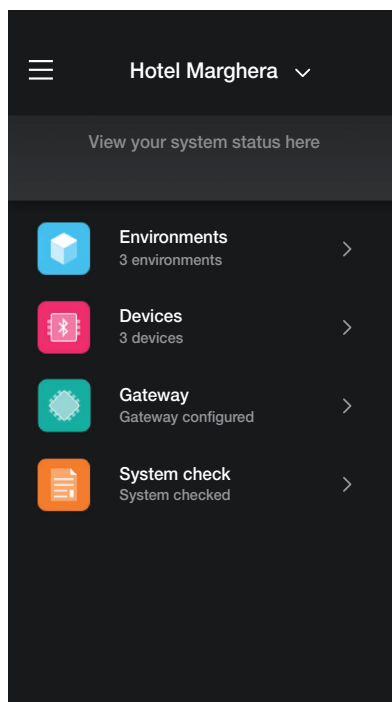 Hotel Marghera
View your system status here
Environments
3 environments
Devices
3 devices
Gateway
Gateway configured
System check
System checked